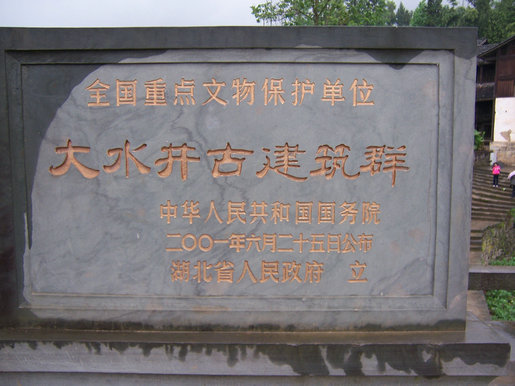 全国重点文物保护单位
大水井古建筑群
中华人民共和国国务院
二〇〇一年六月二十五日公布
湖北省人民政府 立